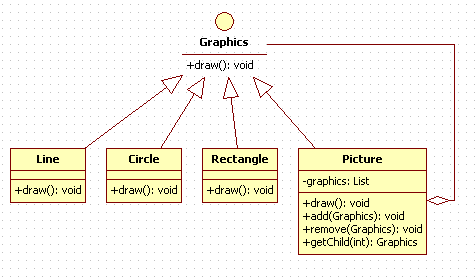 Graphics
+draw(): void
Line
+draw(): void
Circle
+draw(): void
Rectangle
+draw(): void
Picture
-graphics: List
+draw(): void
+add(Graphics): void
+remove(Graphics): void
+getChild(int): Graphics